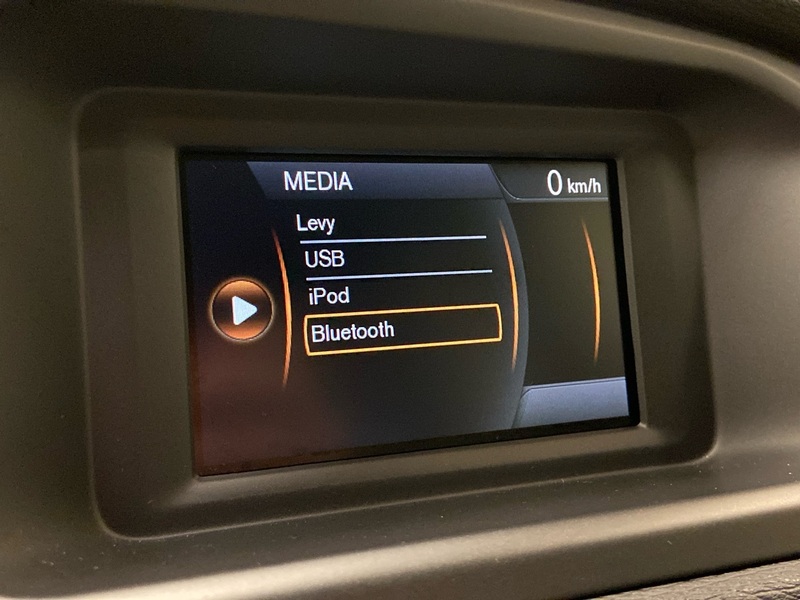 MEDIA
0 km/h
Levy
USB
iPod
Bluetooth